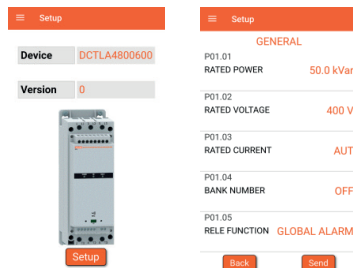 Setup
Device DCTLA4800600
Version 0
Setup
Setup
GENERAL
P01.01
RATED POWER 50.0 kVar
P01.02
RATED VOLTAGE 400 V
P01.03
RATED CURRENT AUT
P01.04
BANK NUMBER OFF
P01.05
RELE FUNCTION GLOBAL ALARM
Back Send